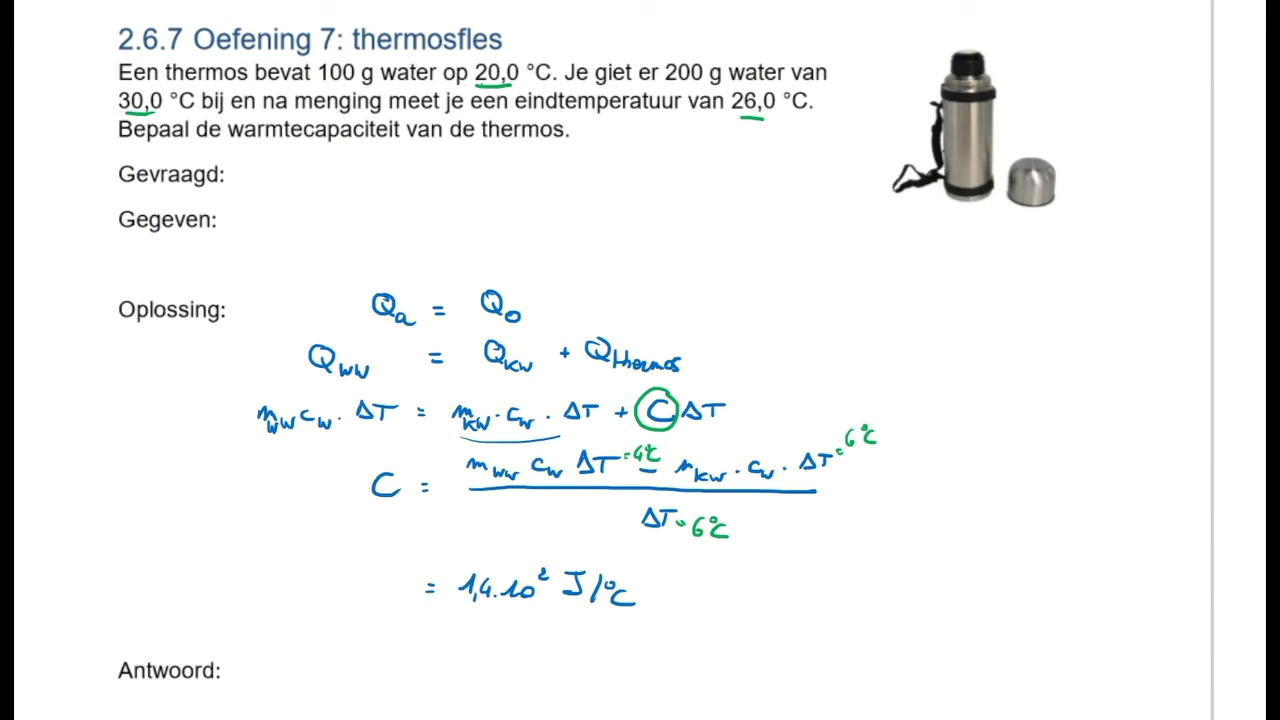 2.6.7 Oefening 7: thermosfles
Een thermos bevat 100 g water op 20,0 °C. Je giet er 200 g water van
30,0 °C bij en na menging meet je een eindtemperatuur van 26,0 °C.
Bepaal de warmtecapaciteit van de thermos.
Gevraagd:
Gegeven:
Oplossing:
Qa = Qo
Qww = Qkw + Qthermos
mww cw · ΔT = mkw · cw · ΔT + C ΔT
C = (mww cw ΔT =4°C − mkw · cw · ΔT =6°C) / (ΔT = 6°C)
= 1,4 · 10² J/°C
Antwoord: